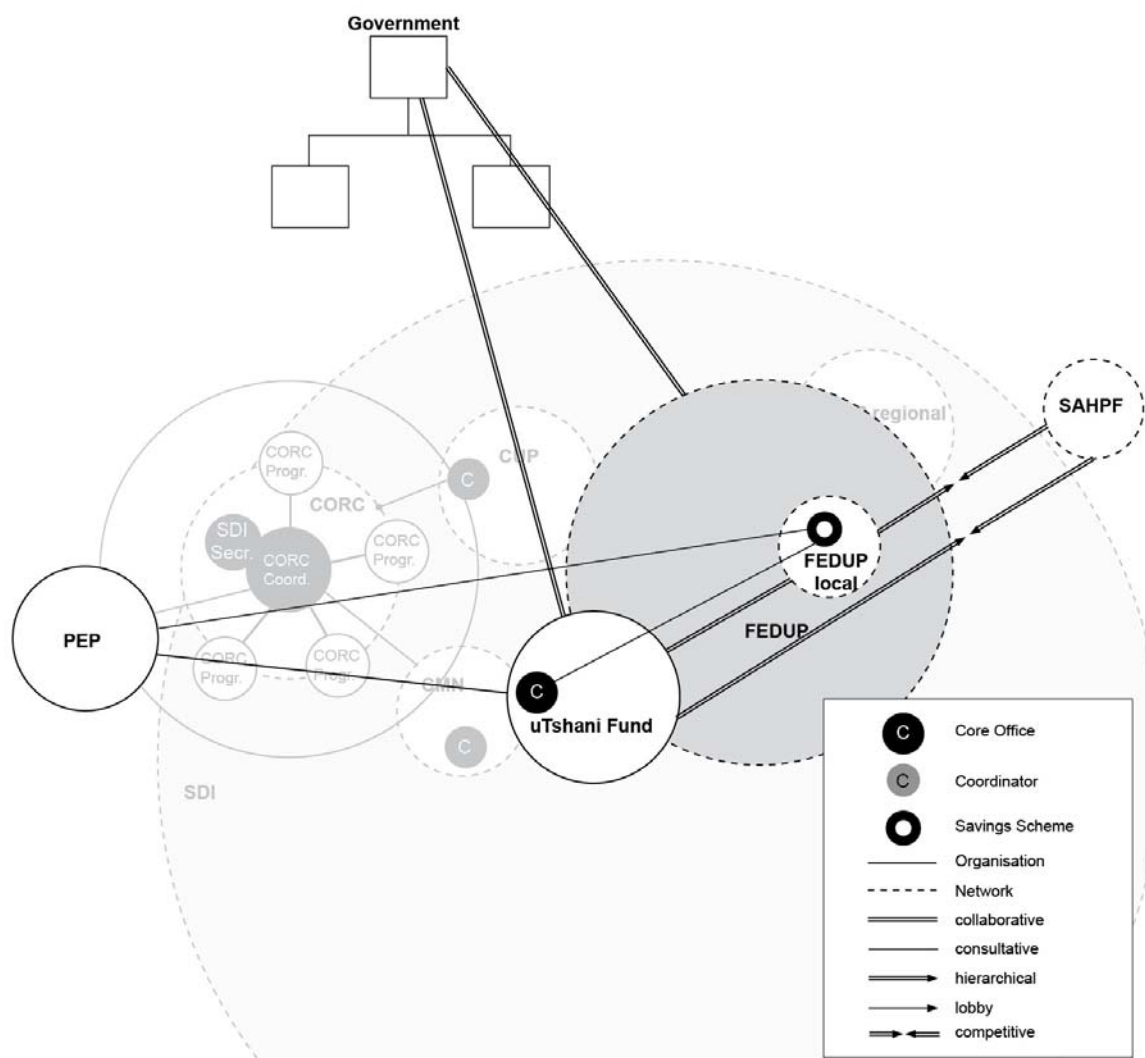 Government
regional
SAHPF
CORC
Progr.
CUP
C
CORC
SDI
Secr.
CORC
Progr.
CORC
Coord.
FEDUP
local
PEP
FEDUP
CORC
Progr.
CORC
Progr.
CMN
C
uTshani Fund
C
SDI
C Core Office
C Coordinator
Savings Scheme
Organisation
Network
collaborative
consultative
hierarchical
lobby
competitive